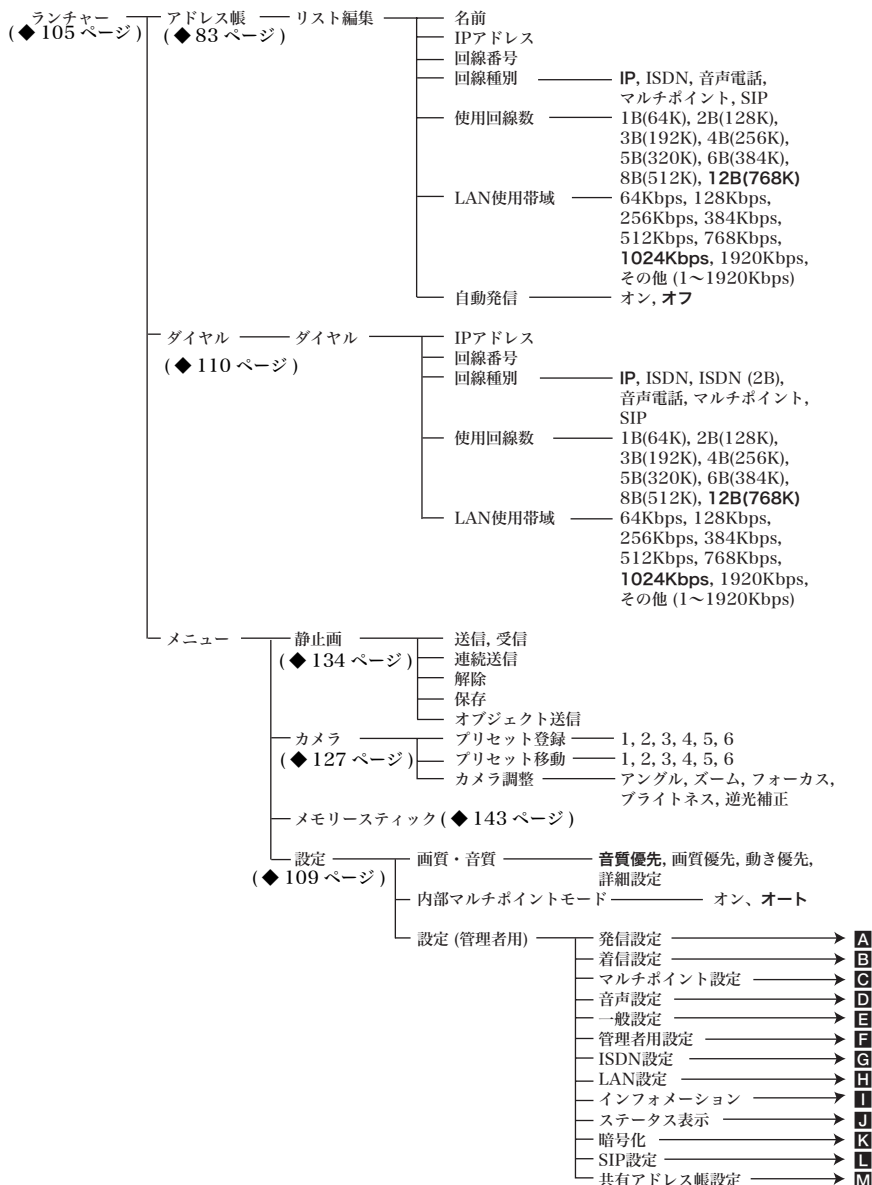 ランチャー アドレス帳 リスト編集 名前
(◆ 105 ページ) (◆ 83 ページ) IPアドレス
回線番号
回線種別 IP, ISDN, 音声電話,
マルチポイント, SIP
使用回線数 1B(64K), 2B(128K),
3B(192K), 4B(256K),
5B(320K), 6B(384K),
8B(512K), 12B(768K)
LAN使用帯域 64Kbps, 128Kbps,
256Kbps, 384Kbps,
512Kbps, 768Kbps,
1024Kbps, 1920Kbps,
その他 (1〜1920Kbps)
自動発信 オン, オフ
ダイヤル ダイヤル IPアドレス
(◆ 110 ページ) 回線番号
回線種別 IP, ISDN, ISDN (2B),
音声電話, マルチポイント,
SIP
使用回線数 1B(64K), 2B(128K),
3B(192K), 4B(256K),
5B(320K), 6B(384K),
8B(512K), 12B(768K)
LAN使用帯域 64Kbps, 128Kbps,
256Kbps, 384Kbps,
512Kbps, 768Kbps,
1024Kbps, 1920Kbps,
その他 (1〜1920Kbps)
メニュー 静止画 送信, 受信
(◆ 134 ページ) 連続送信
解除
保存
オブジェクト送信
カメラ プリセット登録 1, 2, 3, 4, 5, 6
(◆ 127 ページ) プリセット移動 1, 2, 3, 4, 5, 6
カメラ調整 アングル, ズーム, フォーカス,
ブライトネス, 逆光補正
メモリースティック (◆ 143 ページ)
設定 画質・音質 音質優先, 画質優先, 動き優先,
(◆ 109 ページ) 詳細設定
内部マルチポイントモード オン、オート
設定 (管理者用) 発信設定 A
着信設定 B
マルチポイント設定 C
音声設定 D
一般設定 E
管理者用設定 F
ISDN設定 G
LAN設定 H
インフォメーション I
ステータス表示 J
暗号化 K
SIP設定 L
共有アドレス帳設定 M